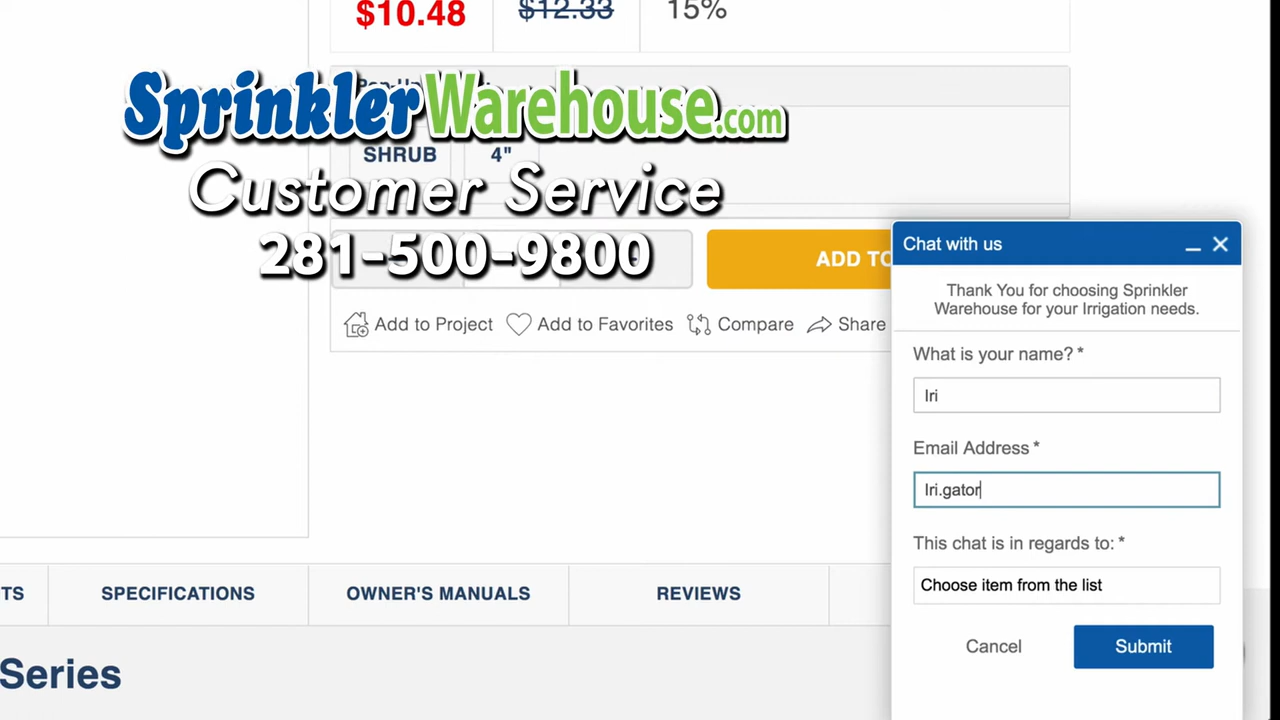 $10.48 $12.33 15%
SprinklerWarehouse.com
SHRUB 4"
Customer Service
281-500-9800
ADD TO
Add to Project Add to Favorites Compare Share
Chat with us
Thank You for choosing Sprinkler
Warehouse for your Irrigation needs.
What is your name? *
Iri
Email Address *
Iri.gator
This chat is in regards to: *
Choose item from the list
Cancel Submit
TS SPECIFICATIONS OWNER'S MANUALS REVIEWS
Series